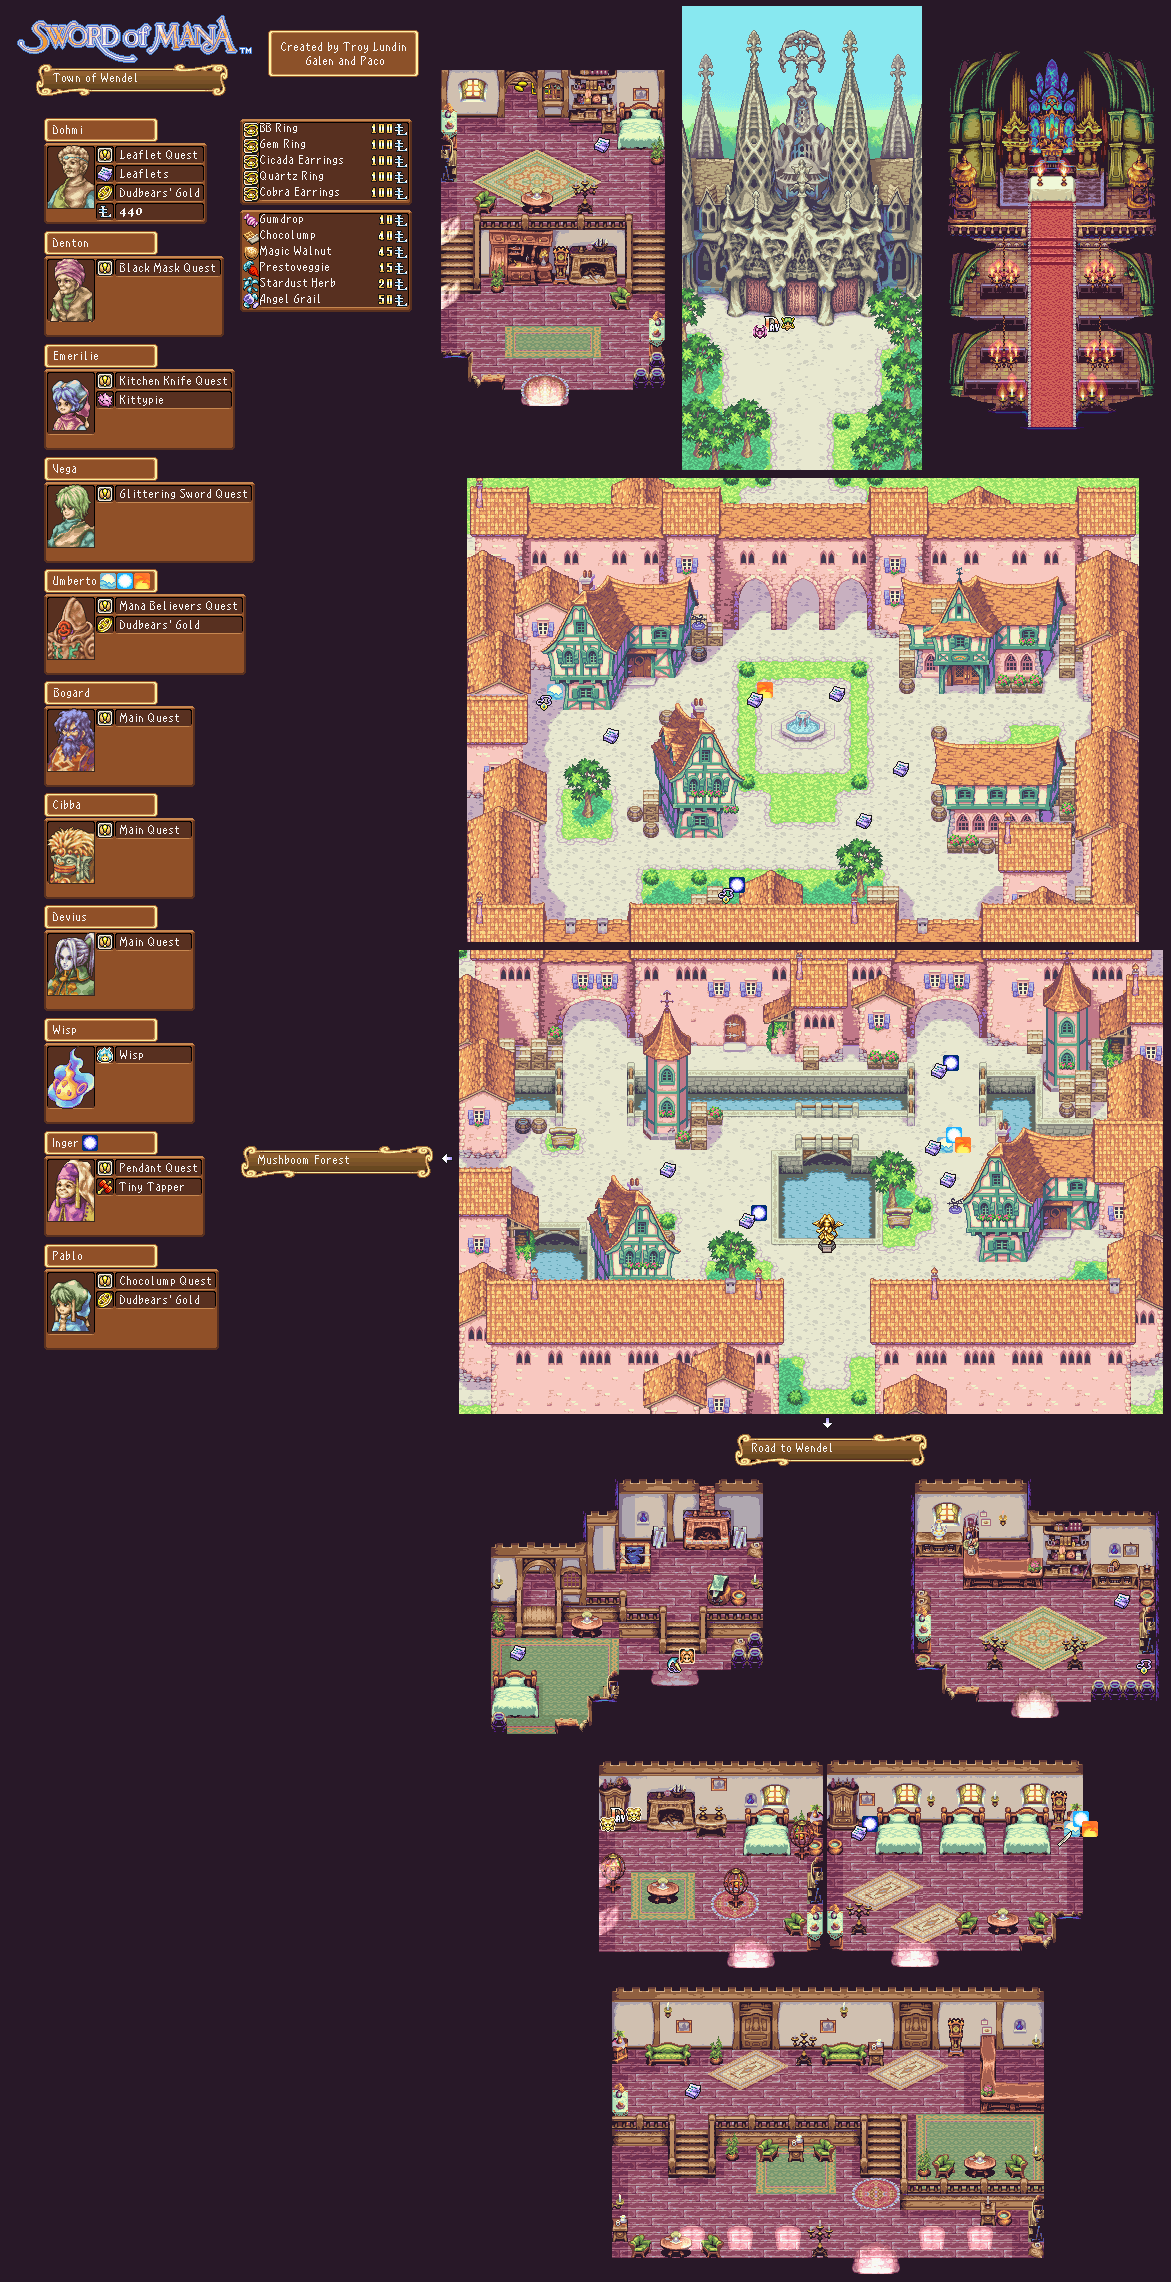 SWORD of MANA™
Town of Wendel
Created by Troy Lundin
Galen and Paco
Dohmi
Leaflet Quest
Leaflets
Dudbears' Gold
440
BB Ring 100
Gem Ring 100
Cicada Earrings 100
Quartz Ring 100
Cobra Earrings 100
Gumdrop 10
Chocolump 40
Magic Walnut 45
Prestoveggie 15
Stardust Herb 20
Angel Grail 50
Denton
Black Mask Quest
Emerilie
Kitchen Knife Quest
Kittypie
Vega
Glittering Sword Quest
Umberto
Mana Believers Quest
Dudbears' Gold
Bogard
Main Quest
Cibba
Main Quest
Devius
Main Quest
Wisp
Wisp
Inger
Pendant Quest
Tiny Tapper
Mushboom Forest
Pablo
Chocolump Quest
Dudbears' Gold
Road to Wendel